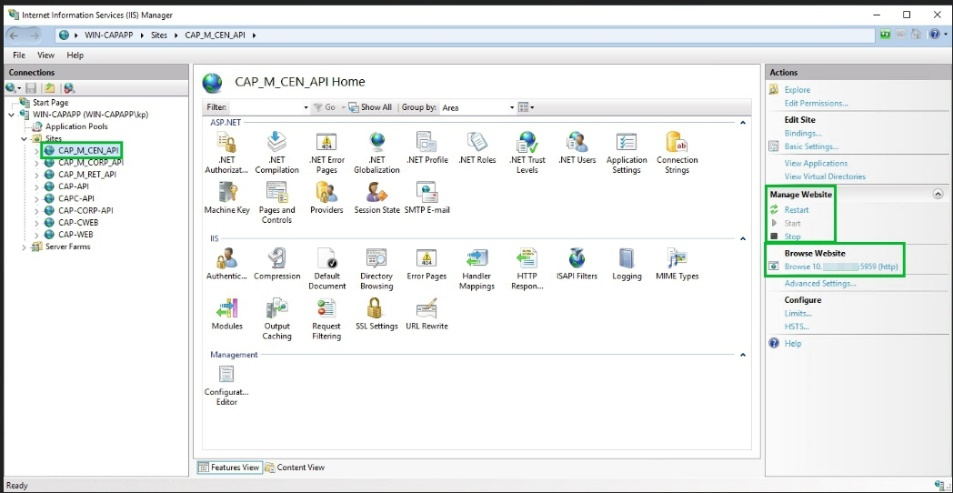 Internet Information Services (IIS) Manager
WIN-CAPAPP Sites CAP_M_CEN_API
File View Help
Connections
Start Page
WIN-CAPAPP (WIN-CAPAPP\kp)
Application Pools
Sites
CAP_M_CEN_API
CAP_M_CORP_API
CAP_M_RET_API
CAP-API
CAPC-API
CAP-CORP-API
CAP-CWEB
CAP-WEB
Server Farms
CAP_M_CEN_API Home
Filter: Go Show All Group by: Area
ASP.NET
.NET Authorizat...
.NET Compilation
.NET Error Pages
.NET Globalization
.NET Profile
.NET Roles
.NET Trust Levels
.NET Users
Application Settings
Connection Strings
Machine Key
Pages and Controls
Providers
Session State
SMTP E-mail
IIS
Authentic...
Compression
Default Document
Directory Browsing
Error Pages
Handler Mappings
HTTP Respon...
ISAPI Filters
Logging
MIME Types
Modules
Output Caching
Request Filtering
SSL Settings
URL Rewrite
Management
Configurat... Editor
Features View Content View
Actions
Explore
Edit Permissions...
Edit Site
Bindings...
Basic Settings...
View Applications
View Virtual Directories
Manage Website
Restart
Start
Stop
Browse Website
Browse 10. :5959 (http)
Advanced Settings...
Configure
Limits...
HSTS...
Help
Ready